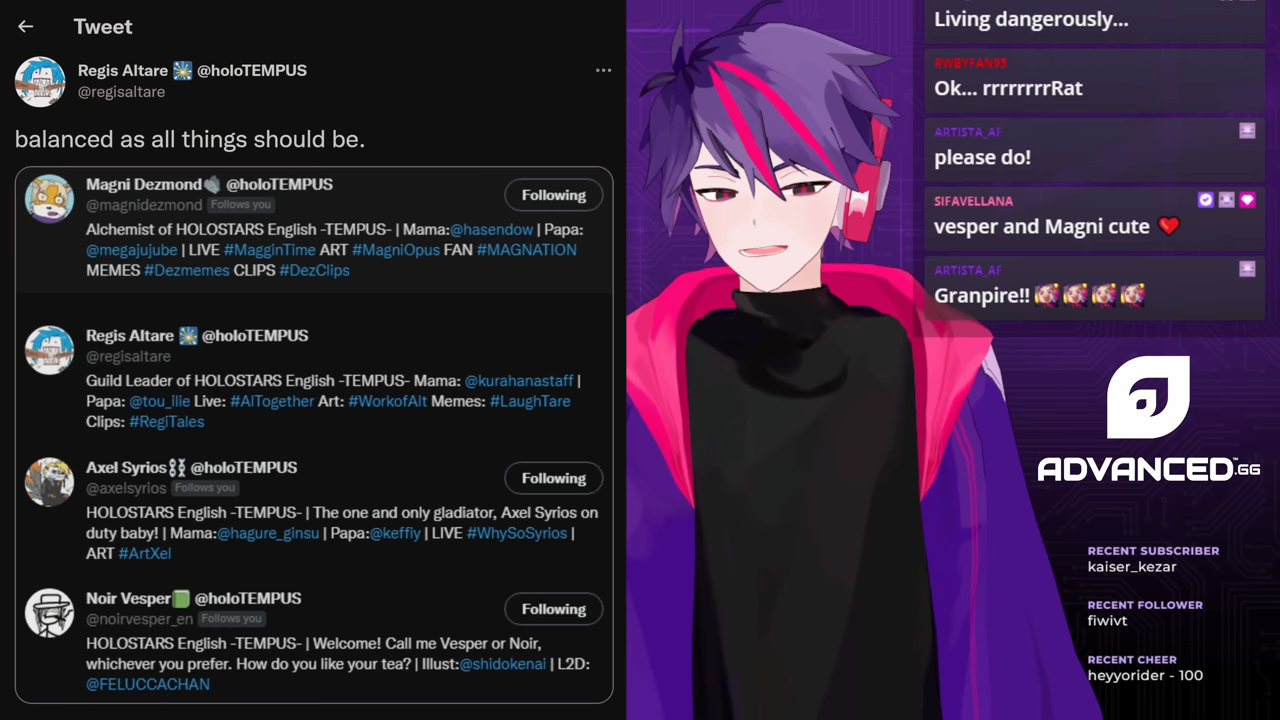 Tweet
Regis Altare @holoTEMPUS
@regisaltare
balanced as all things should be.
Magni Dezmond @holoTEMPUS
@magnidezmond Follows you
Following
Alchemist of HOLOSTARS English -TEMPUS- | Mama:@hasendow | Papa:
@megajujube | LIVE #MagginTime ART #MagniOpus FAN #MAGNATION
MEMES #Dezmemes CLIPS #DezClips
Regis Altare @holoTEMPUS
@regisaltare
Guild Leader of HOLOSTARS English -TEMPUS- Mama: @kurahanastaff |
Papa: @tou_ilie Live: #AlTogether Art: #WorkofAlt Memes: #LaughTare
Clips: #RegiTales
Axel Syrios @holoTEMPUS
@axelsyrios Follows you
Following
HOLOSTARS English -TEMPUS- | The one and only gladiator, Axel Syrios on
duty baby! | Mama:@hagure_ginsu | Papa:@keffiy | LIVE #WhySoSyrios |
ART #ArtXel
Noir Vesper @holoTEMPUS
@noirvesper_en Follows you
Following
HOLOSTARS English -TEMPUS- | Welcome! Call me Vesper or Noir,
whichever you prefer. How do you like your tea? | Illust:@shidokenai | L2D:
@FELUCCACHAN
Living dangerously...
RWBYFAN95
Ok... rrrrrrrrRat
ARTISTA_AF
please do!
SIFAVELLANA
vesper and Magni cute
ARTISTA_AF
Granpire!!
ADVANCED™.GG
RECENT SUBSCRIBER
kaiser_kezar
RECENT FOLLOWER
fiwivt
RECENT CHEER
heyyorider - 100